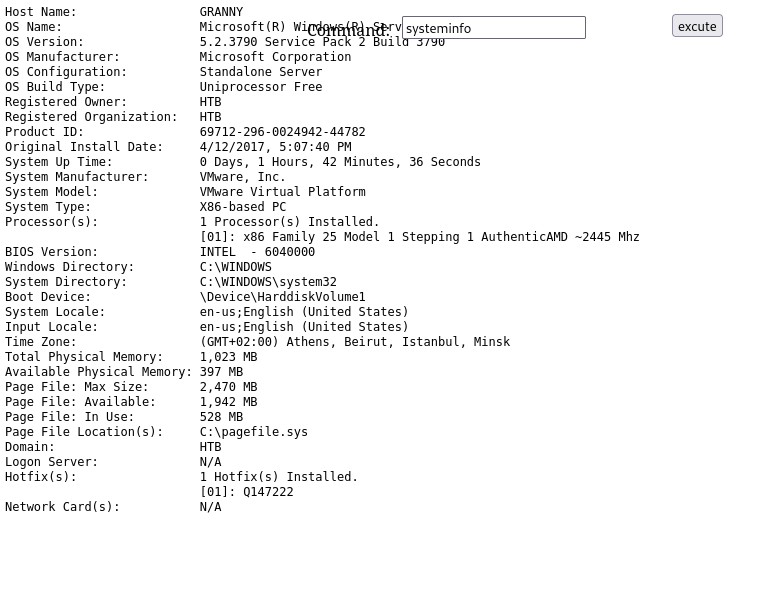 Host Name: GRANNY
OS Name: Microsoft(R) Windows(R)
Command: systeminfo excute
OS Version: 5.2.3790 Service Pack 2 Build 3790
OS Manufacturer: Microsoft Corporation
OS Configuration: Standalone Server
OS Build Type: Uniprocessor Free
Registered Owner: HTB
Registered Organization: HTB
Product ID: 69712-296-0024942-44782
Original Install Date: 4/12/2017, 5:07:40 PM
System Up Time: 0 Days, 1 Hours, 42 Minutes, 36 Seconds
System Manufacturer: VMware, Inc.
System Model: VMware Virtual Platform
System Type: X86-based PC
Processor(s): 1 Processor(s) Installed.
[01]: x86 Family 25 Model 1 Stepping 1 AuthenticAMD ~2445 Mhz
BIOS Version: INTEL - 6040000
Windows Directory: C:\WINDOWS
System Directory: C:\WINDOWS\system32
Boot Device: \Device\HarddiskVolume1
System Locale: en-us;English (United States)
Input Locale: en-us;English (United States)
Time Zone: (GMT+02:00) Athens, Beirut, Istanbul, Minsk
Total Physical Memory: 1,023 MB
Available Physical Memory: 397 MB
Page File: Max Size: 2,470 MB
Page File: Available: 1,942 MB
Page File: In Use: 528 MB
Page File Location(s): C:\pagefile.sys
Domain: HTB
Logon Server: N/A
Hotfix(s): 1 Hotfix(s) Installed.
[01]: Q147222
Network Card(s): N/A